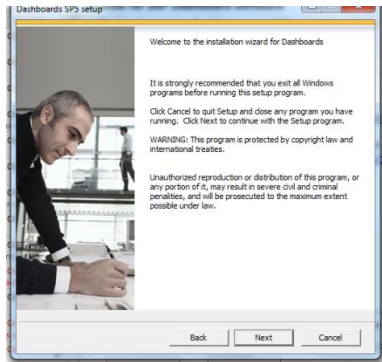 Dashboards SP5 setup
Welcome to the installation wizard for Dashboards
It is strongly recommended that you exit all Windows
programs before running this setup program.
Click Cancel to quit Setup and close any program you have
running. Click Next to continue with the Setup program.
WARNING: This program is protected by copyright law and
international treaties.
Unauthorized reproduction or distribution of this program, or
any portion of it, may result in severe civil and criminal
penalties, and will be prosecuted to the maximum extent
possible under law.
Back Next Cancel